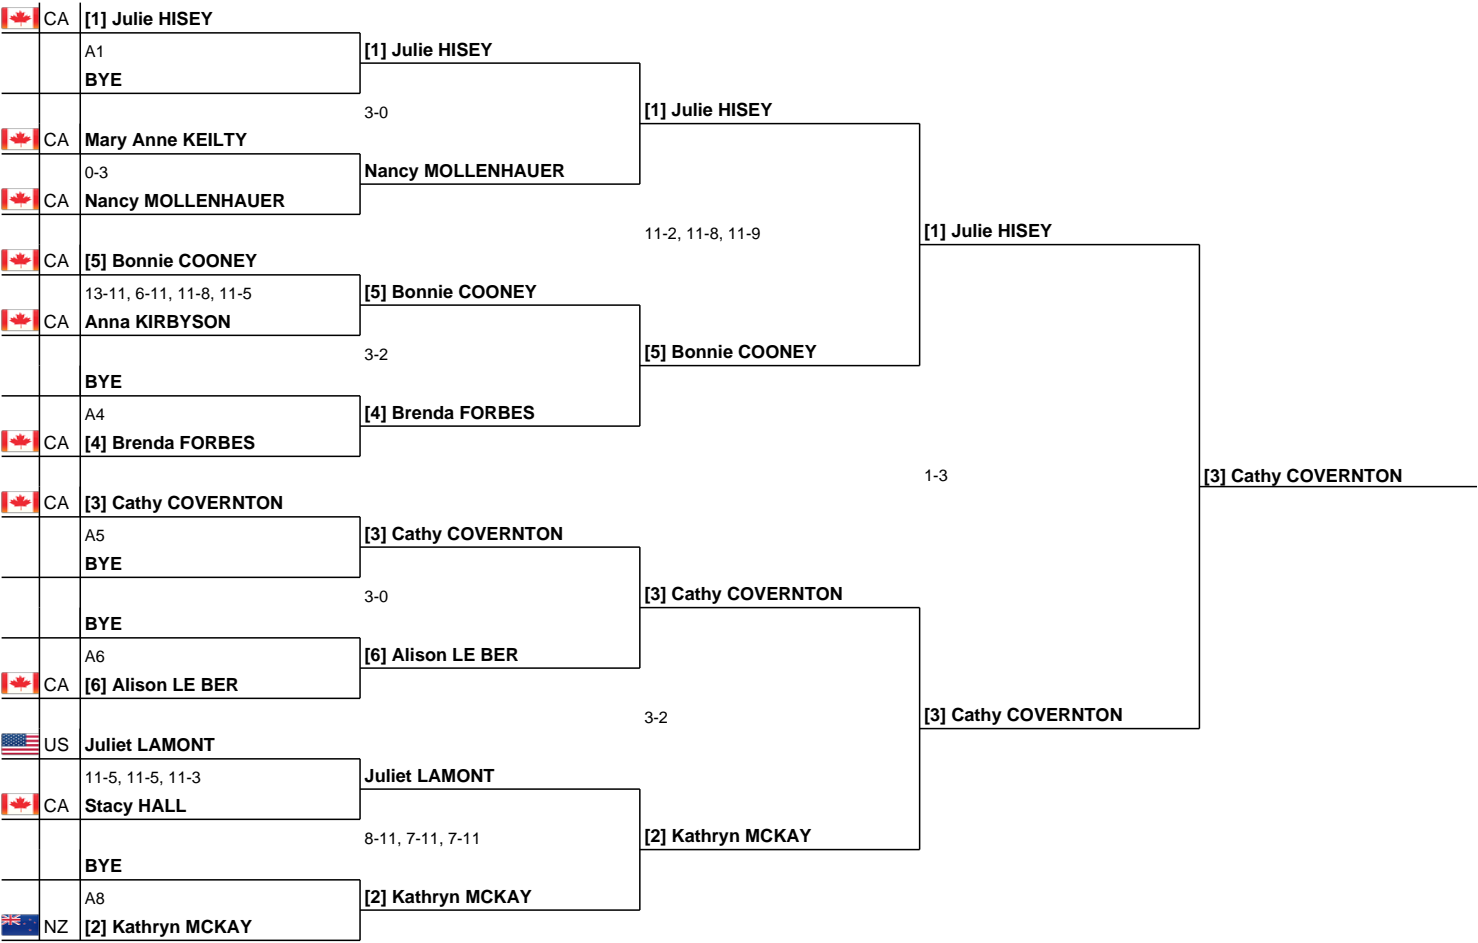 CA [1] Julie HISEY
A1 [1] Julie HISEY
BYE
3-0 [1] Julie HISEY
CA Mary Anne KEILTY
0-3 Nancy MOLLENHAUER
CA Nancy MOLLENHAUER
11-2, 11-8, 11-9 [1] Julie HISEY
CA [5] Bonnie COONEY
13-11, 6-11, 11-8, 11-5 [5] Bonnie COONEY
CA Anna KIRBYSON
3-2 [5] Bonnie COONEY
BYE
A4 [4] Brenda FORBES
CA [4] Brenda FORBES
1-3 [3] Cathy COVERNTON
CA [3] Cathy COVERNTON
A5 [3] Cathy COVERNTON
BYE
3-0 [3] Cathy COVERNTON
BYE
A6 [6] Alison LE BER
CA [6] Alison LE BER
3-2 [3] Cathy COVERNTON
US Juliet LAMONT
11-5, 11-5, 11-3 Juliet LAMONT
CA Stacy HALL
8-11, 7-11, 7-11 [2] Kathryn MCKAY
BYE
A8 [2] Kathryn MCKAY
NZ [2] Kathryn MCKAY